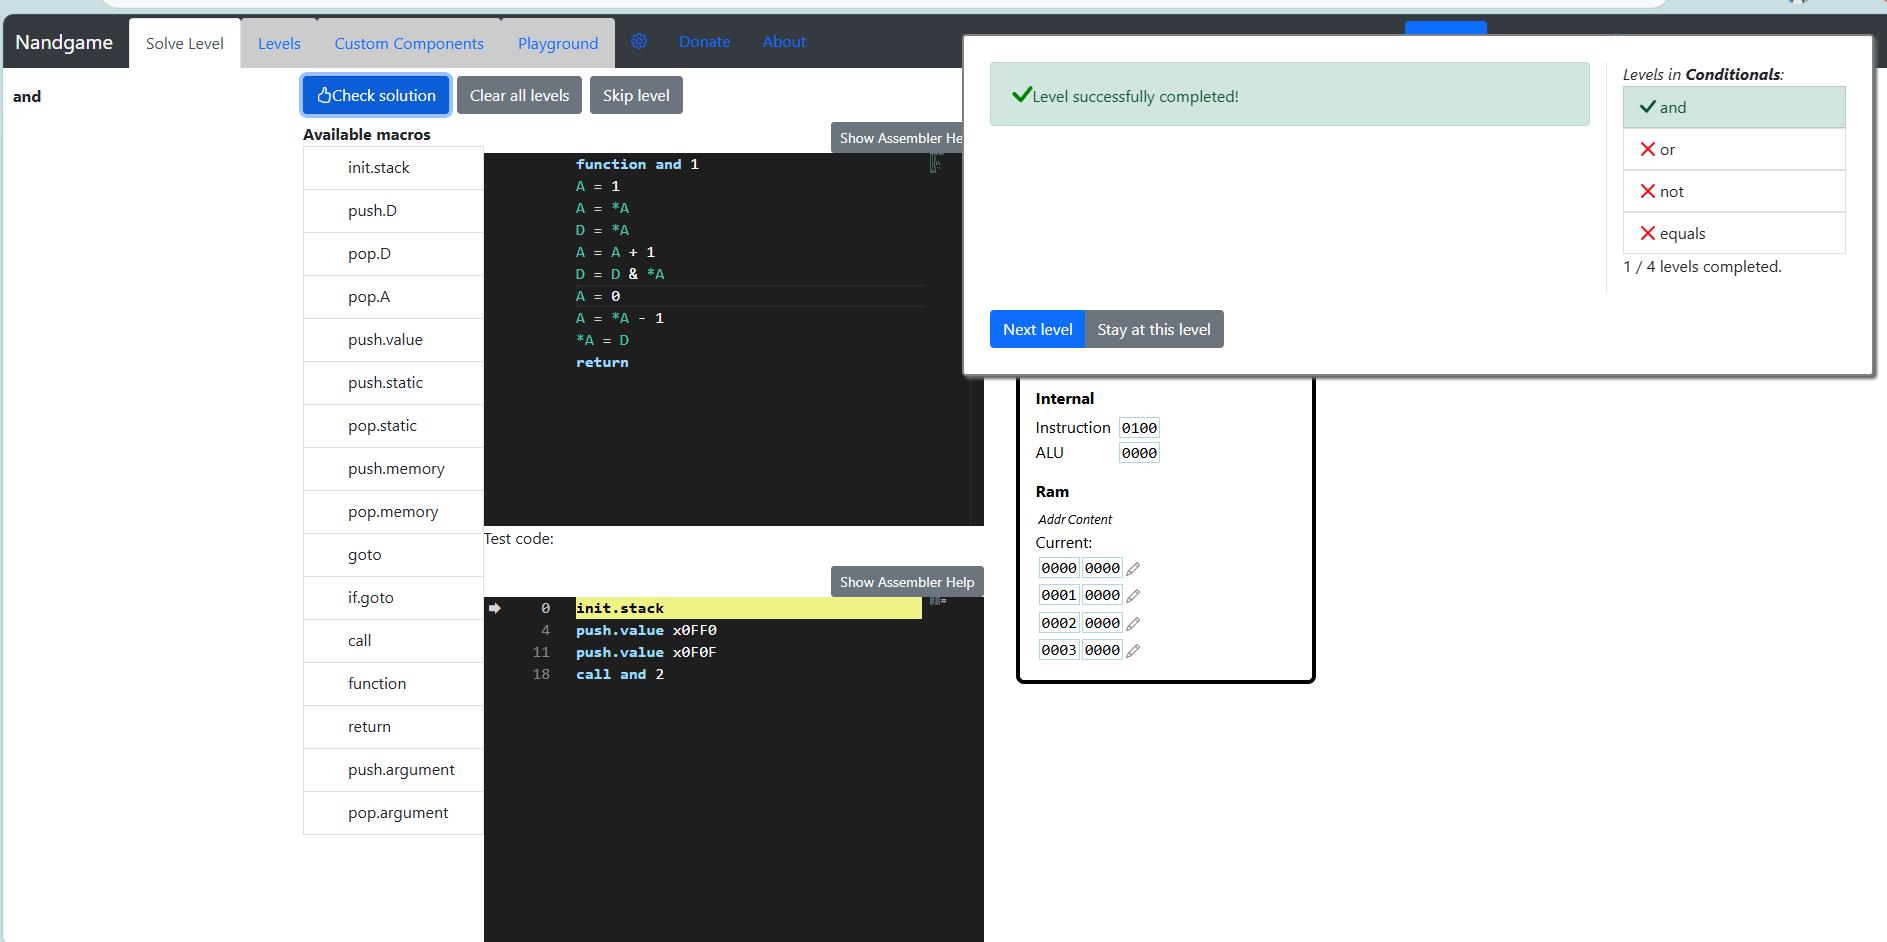 Nandgame
Solve Level
Levels
Custom Components
Playground
Donate
About
and
Check solution
Clear all levels
Skip level
Available macros
init.stack
push.D
pop.D
pop.A
push.value
push.static
pop.static
push.memory
pop.memory
goto
if.goto
call
function
return
push.argument
pop.argument
Show Assembler He
function and 1
A = 1
A = *A
D = *A
A = A + 1
D = D & *A
A = 0
A = *A - 1
*A = D
return
Test code:
Show Assembler Help
0 init.stack
4 push.value x0FF0
11 push.value x0F0F
18 call and 2
Level successfully completed!
Next level
Stay at this level
Levels in Conditionals:
and
or
not
equals
1 / 4 levels completed.
Internal
Instruction 0100
ALU 0000
Ram
Addr Content
Current:
0000 0000
0001 0000
0002 0000
0003 0000